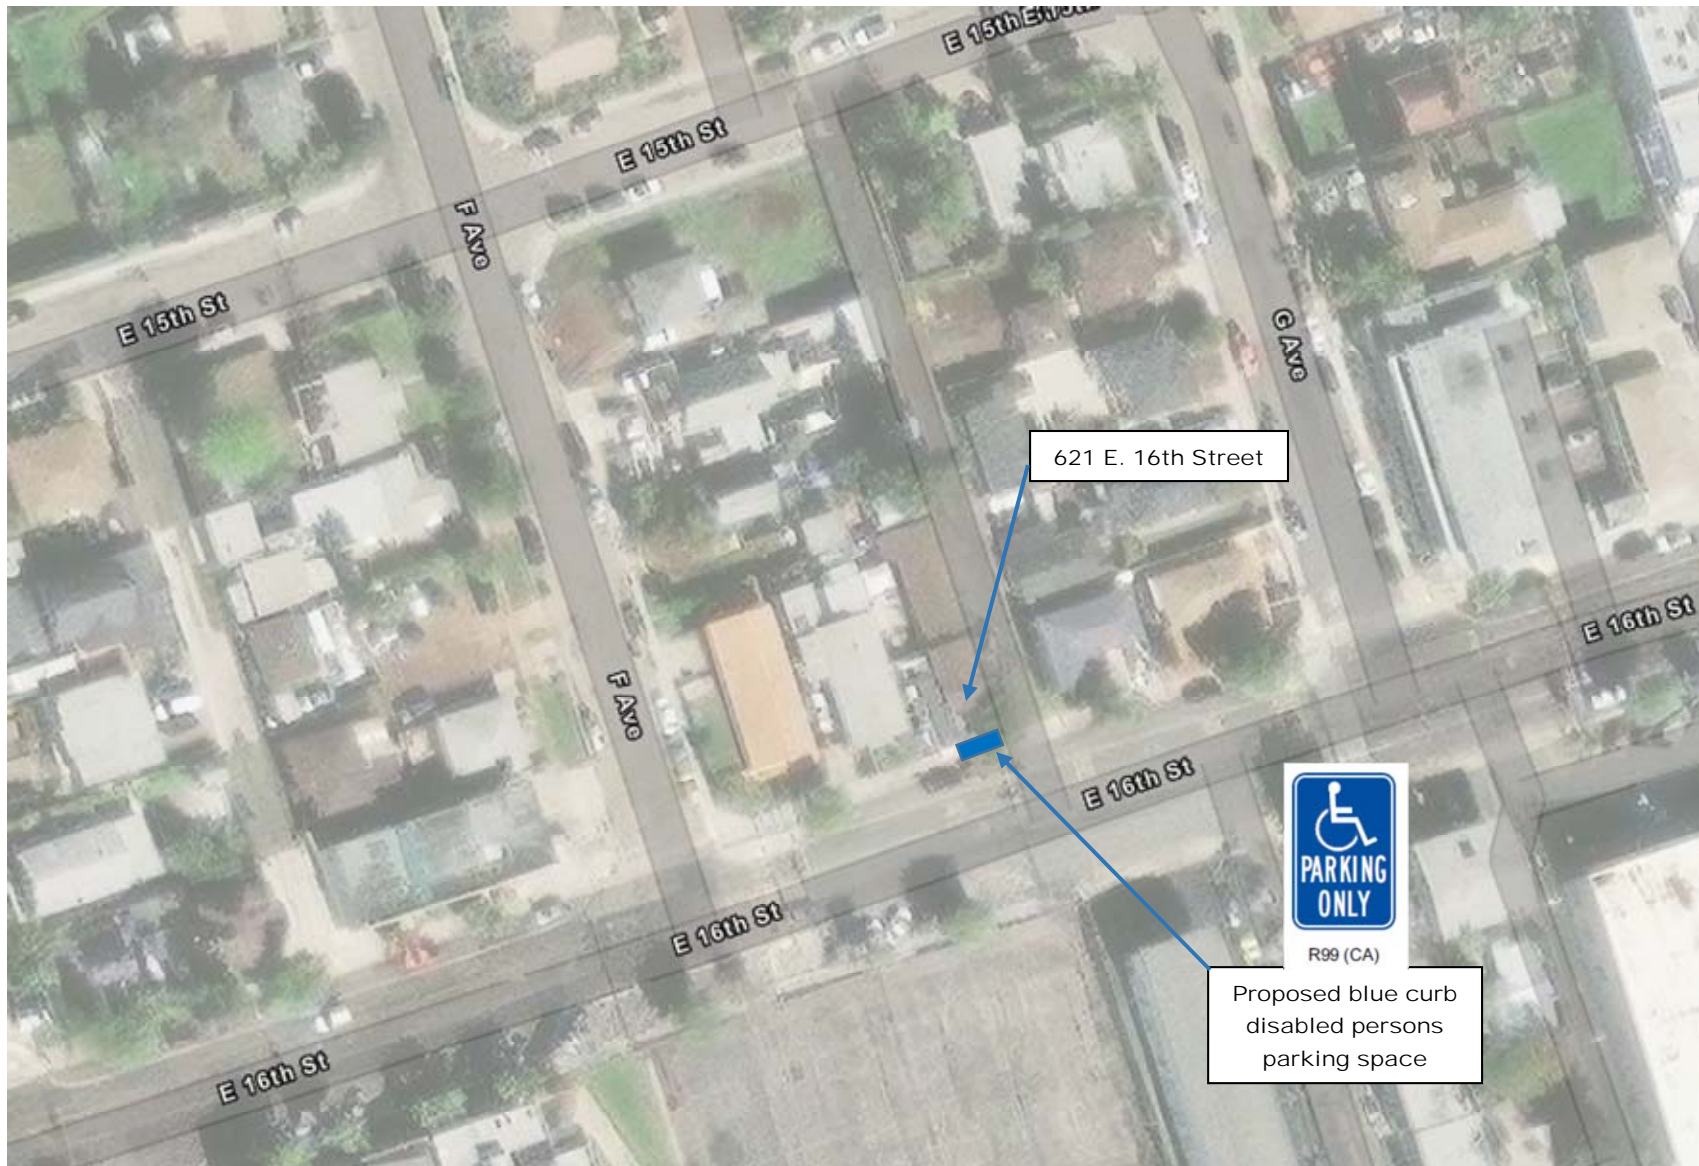 E 15th St
E 15th St
E 15th St
F Ave
G Ave
621 E. 16th Street
E 16th St
F Ave
E 16th St
PARKING
ONLY
R99 (CA)
E 16th St
Proposed blue curb
disabled persons
parking space
E 16th St